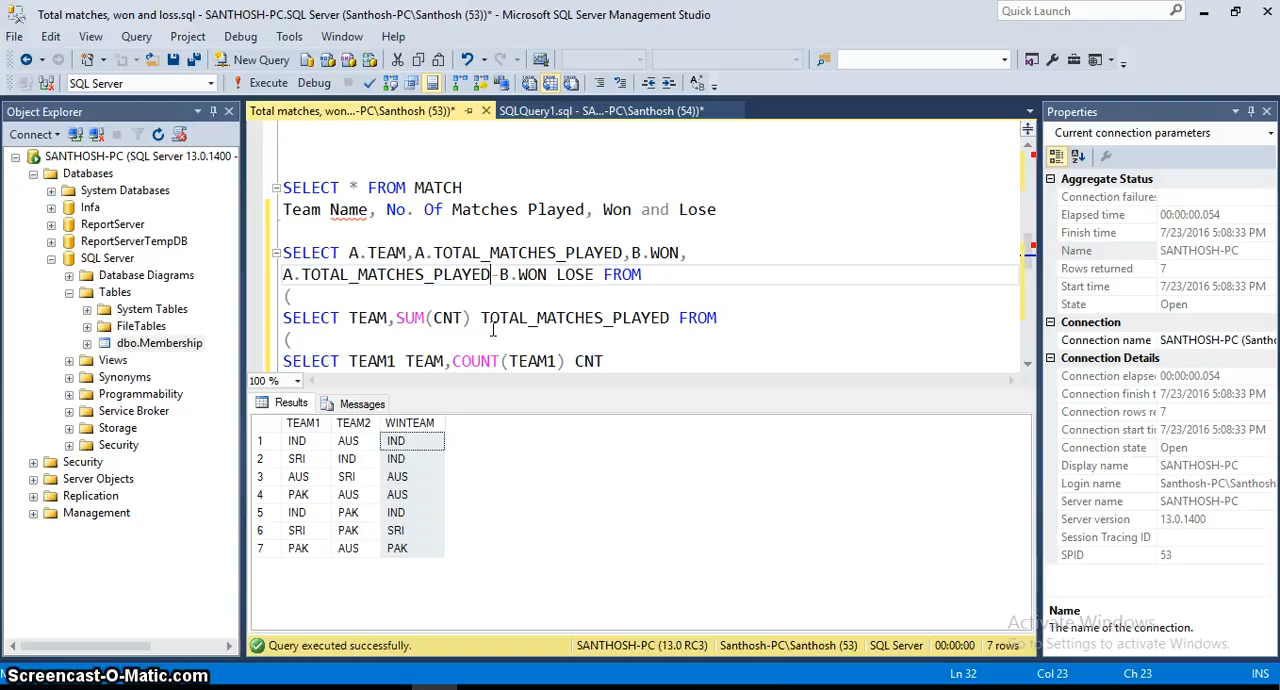 Total matches, won and loss.sql - SANTHOSH-PC.SQL Server (Santhosh-PC\Santhosh (53))* - Microsoft SQL Server Management Studio
Quick Launch
File Edit View Query Project Debug Tools Window Help
New Query
SQL Server Execute Debug
Object Explorer
Connect
SANTHOSH-PC (SQL Server 13.0.1400 -
Databases
System Databases
Infa
ReportServer
ReportServerTempDB
SQL Server
Database Diagrams
Tables
System Tables
FileTables
dbo.Membership
Views
Synonyms
Programmability
Service Broker
Storage
Security
Security
Server Objects
Replication
Management
Total matches, won...-PC\Santhosh (53))* SQLQuery1.sql - SA...-PC\Santhosh (54))*
SELECT * FROM MATCH
Team Name, No. Of Matches Played, Won and Lose
SELECT A.TEAM,A.TOTAL_MATCHES_PLAYED,B.WON,
A.TOTAL_MATCHES_PLAYED-B.WON LOSE FROM
(
SELECT TEAM,SUM(CNT) TOTAL_MATCHES_PLAYED FROM
(
SELECT TEAM1 TEAM,COUNT(TEAM1) CNT
100 %
Results Messages
TEAM1 TEAM2 WINTEAM
1 IND AUS IND
2 SRI IND IND
3 AUS SRI AUS
4 PAK AUS AUS
5 IND PAK IND
6 SRI PAK SRI
7 PAK AUS PAK
Query executed successfully. SANTHOSH-PC (13.0 RC3) Santhosh-PC\Santhosh (53) SQL Server 00:00:00 7 rows
Properties
Current connection parameters
Aggregate Status
Connection failures
Elapsed time 00:00:00.054
Finish time 7/23/2016 5:08:33 PM
Name SANTHOSH-PC
Rows returned 7
Start time 7/23/2016 5:08:33 PM
State Open
Connection
Connection name SANTHOSH-PC (Santh
Connection Details
Connection elapse 00:00:00.054
Connection finish t 7/23/2016 5:08:33 PM
Connection rows re 7
Connection start ti 7/23/2016 5:08:33 PM
Connection state Open
Display name SANTHOSH-PC
Login name Santhosh-PC\Santhos
Server name SANTHOSH-PC
Server version 13.0.1400
Session Tracing ID
SPID 53
Name
The name of the connection.
Activate Windows
Go to Settings to activate Windows.
Ln 32 Col 23 Ch 23 INS
Screencast-O-Matic.com